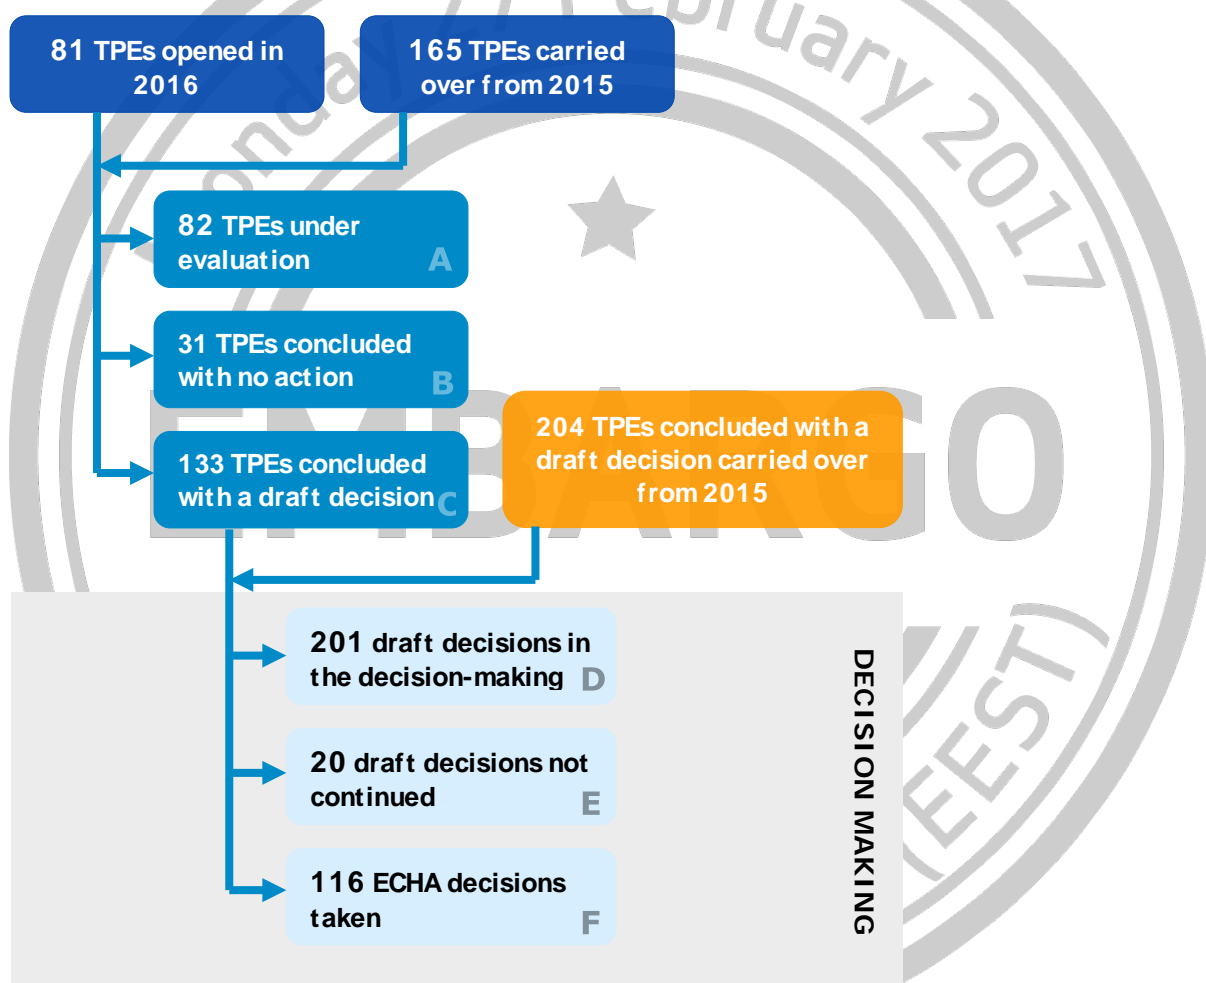 81 TPEs opened in
2016
165 TPEs carried
over from 2015
82 TPEs under
evaluation
A
31 TPEs concluded
with no action
B
133 TPEs concluded
with a draft decision
C
204 TPEs concluded with a
draft decision carried over
from 2015
201 draft decisions in
the decision-making
D
20 draft decisions not
continued
E
116 ECHA decisions
taken
F
DECISION MAKING
February 2017
EMBARGO